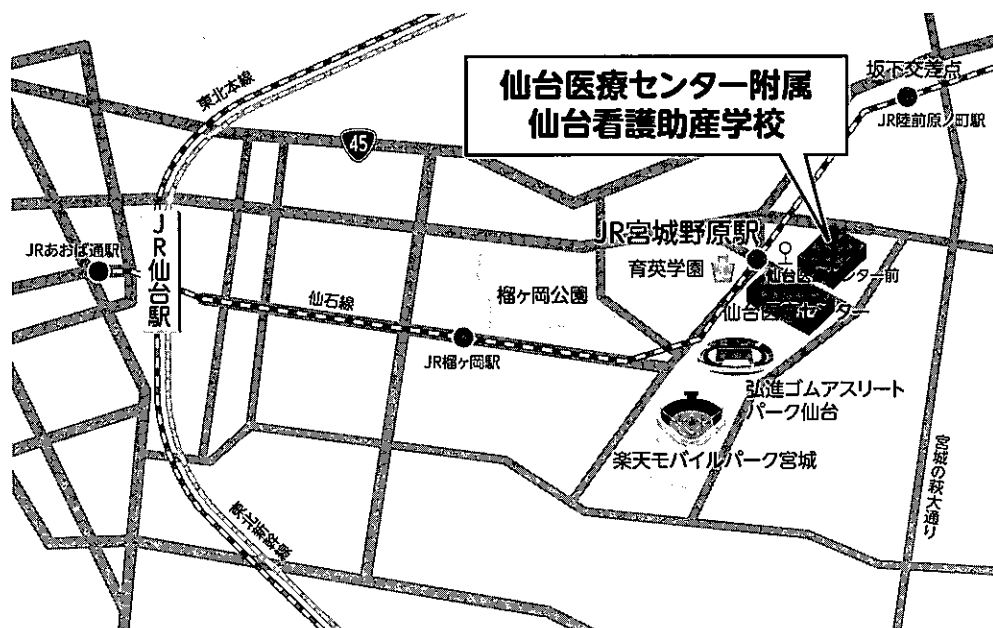 東北本線
45
仙台医療センター附属
仙台看護助産学校
坂下交差点
JR陸前原ノ町駅
JRあおば通駅
JR仙台駅
仙石線
JR榴ヶ岡駅
榴ヶ岡公園
JR宮城野原駅
育英学園
仙台医療センター前
仙台医療センター
弘進ゴムアスリート
パーク仙台
楽天モバイルパーク宮城
宮城の萩大通り
東北新幹線